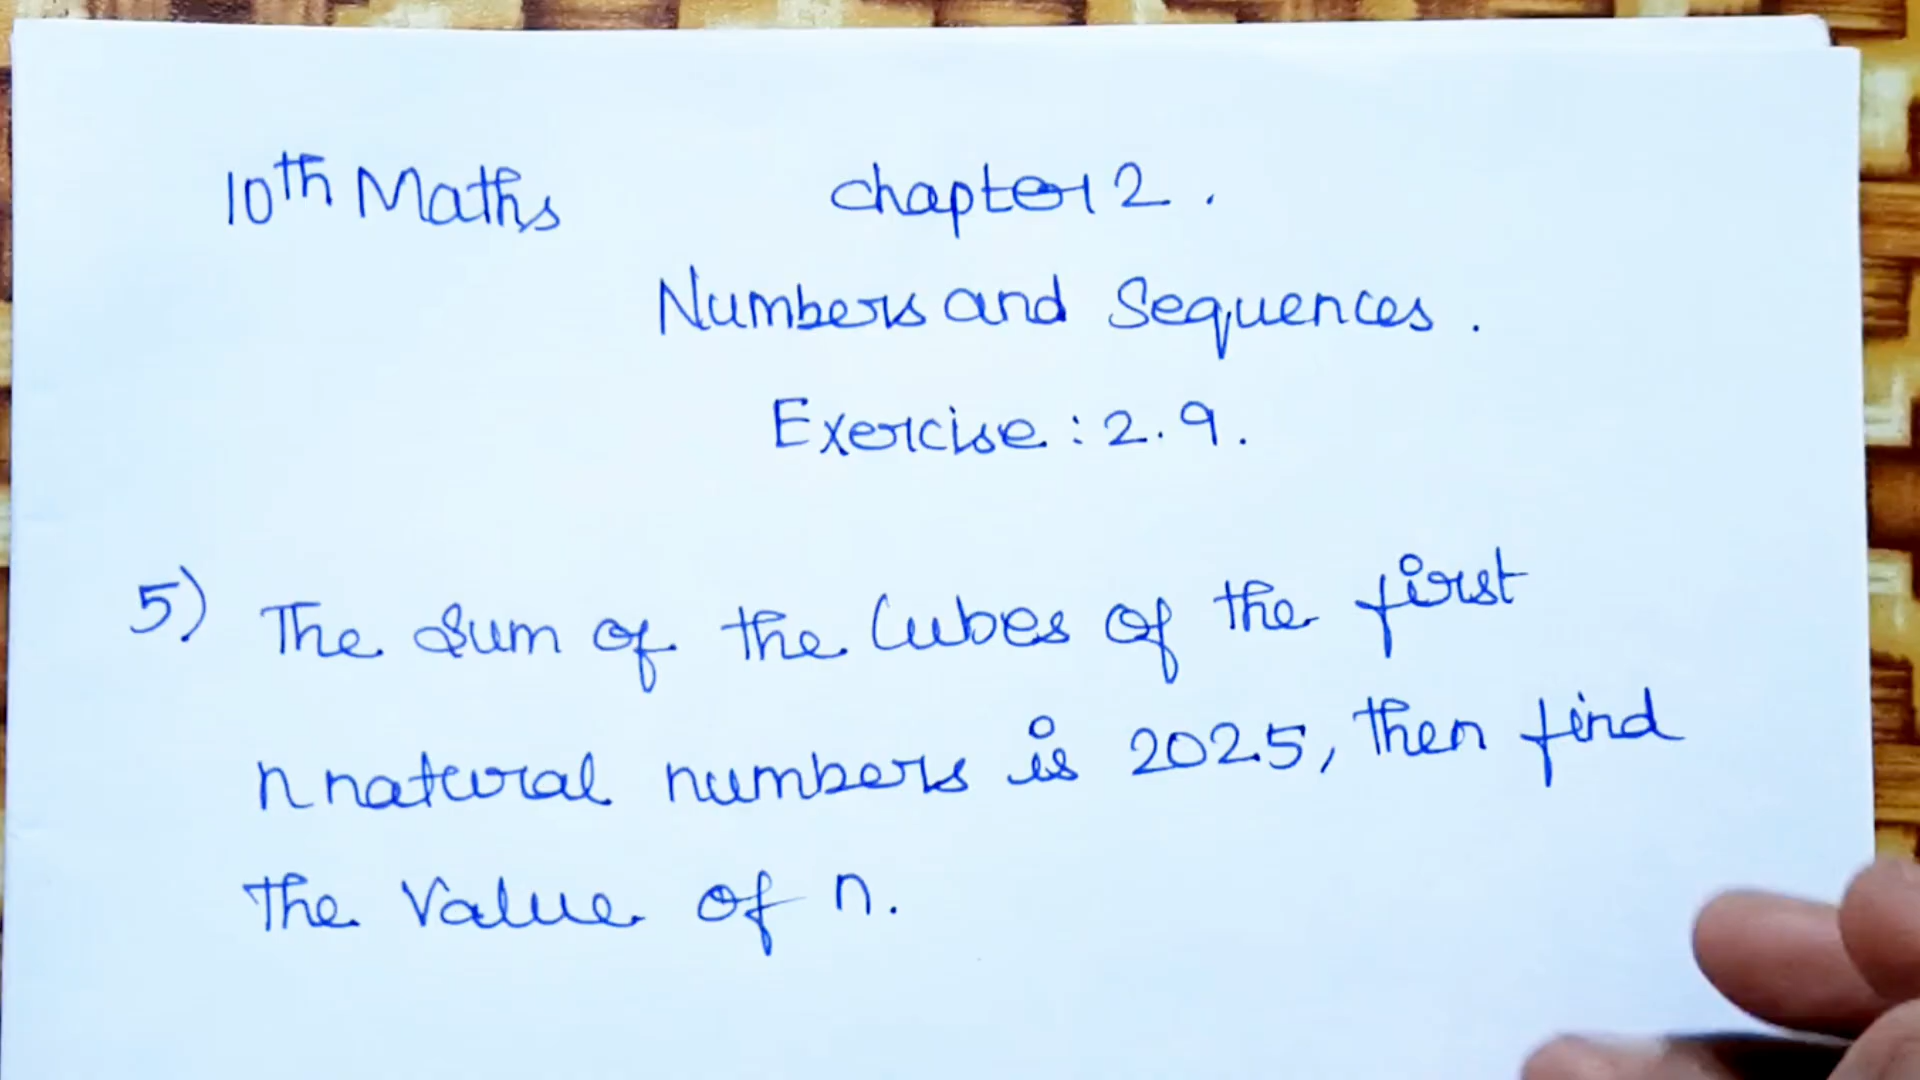 10th Maths chapter 2.
Numbers and Sequences.
Exercise: 2.9.
5) The Sum of the Cubes of the first
n natural numbers is 2025, then find
the Value of n.